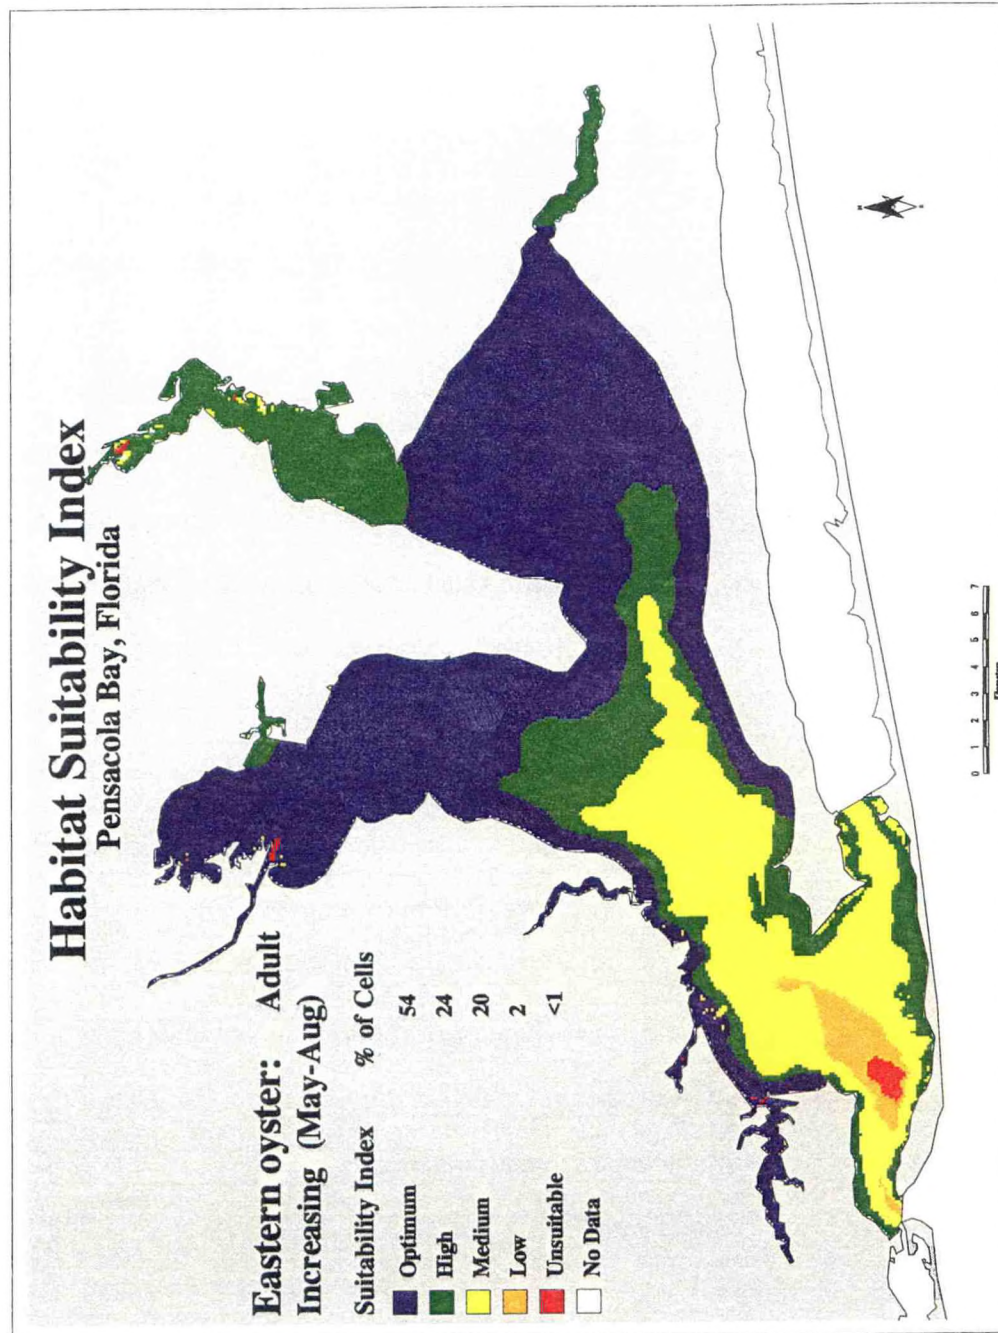 Habitat Suitability Index
Pensacola Bay, Florida
Eastern oyster: Adult
Increasing (May-Aug)
Suitability Index % of Cells
Optimum 54
High 24
Medium 20
Low 2
Unsuitable <1
No Data
0 1 2 3 4 5 6 7